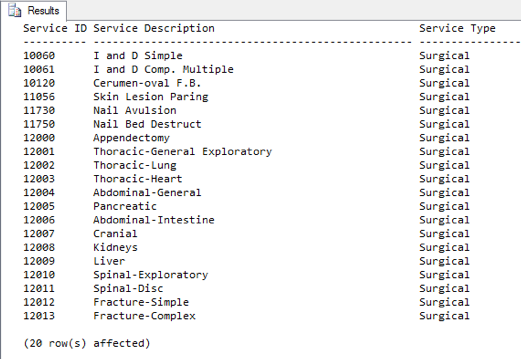 Results
Service ID Service Description Service Type
---------- -------------------------------------------------- ---------------
10060 I and D Simple Surgical
10061 I and D Comp. Multiple Surgical
10120 Cerumen-oval F.B. Surgical
11056 Skin Lesion Paring Surgical
11730 Nail Avulsion Surgical
11750 Nail Bed Destruct Surgical
12000 Appendectomy Surgical
12001 Thoracic-General Exploratory Surgical
12002 Thoracic-Lung Surgical
12003 Thoracic-Heart Surgical
12004 Abdominal-General Surgical
12005 Pancreatic Surgical
12006 Abdominal-Intestine Surgical
12007 Cranial Surgical
12008 Kidneys Surgical
12009 Liver Surgical
12010 Spinal-Exploratory Surgical
12011 Spinal-Disc Surgical
12012 Fracture-Simple Surgical
12013 Fracture-Complex Surgical
(20 row(s) affected)